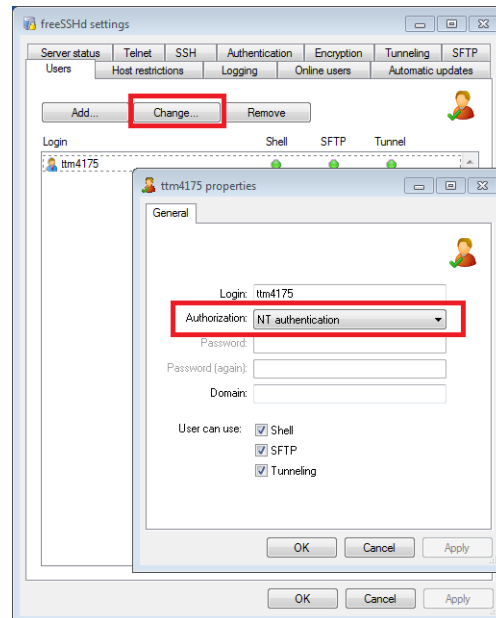 freeSSHd settings
Server status Telnet SSH Authentication Encryption Tunneling SFTP
Users Host restrictions Logging Online users Automatic updates
Add... Change... Remove
Login Shell SFTP Tunnel
ttm4175
ttm4175 properties
General
Login: ttm4175
Authorization: NT authentication
Password:
Password (again):
Domain:
User can use: Shell
SFTP
Tunneling
OK Cancel Apply
OK Cancel Apply